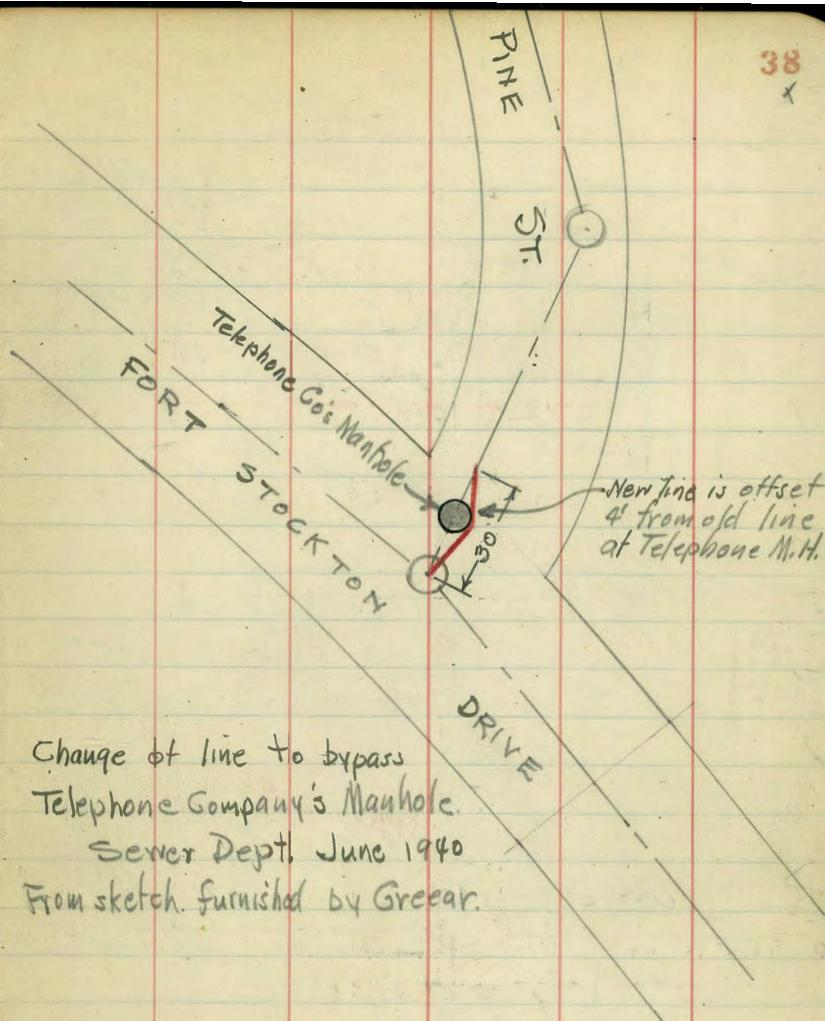 38
x
PINE ST.
Telephone Co's Manhole
FORT STOCKTON DRIVE
New line is offset
4' from old line
at Telephone M.H.
30'
Change of line to bypass
Telephone Company's Manhole.
Sewer Dept. June 1940
From sketch. furnished by Greear.